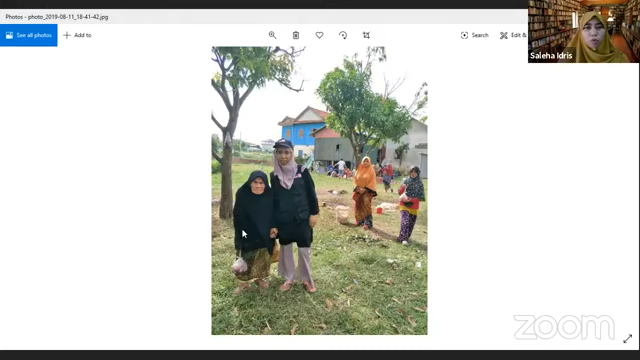 Photos - photo_2019-08-11_18-41-42.jpg
See all photos
Add to
Search
Edit &
Saleha Idris
zoom